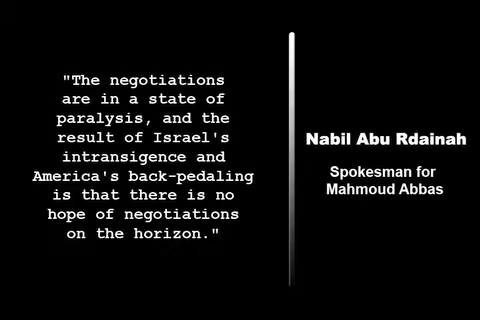 "The negotiations
are in a state of
paralysis, and the
result of Israel's
intransigence and
America's back-pedaling
is that there is no
hope of negotiations
on the horizon."
Nabil Abu Rdainah
Spokesman for
Mahmoud Abbas